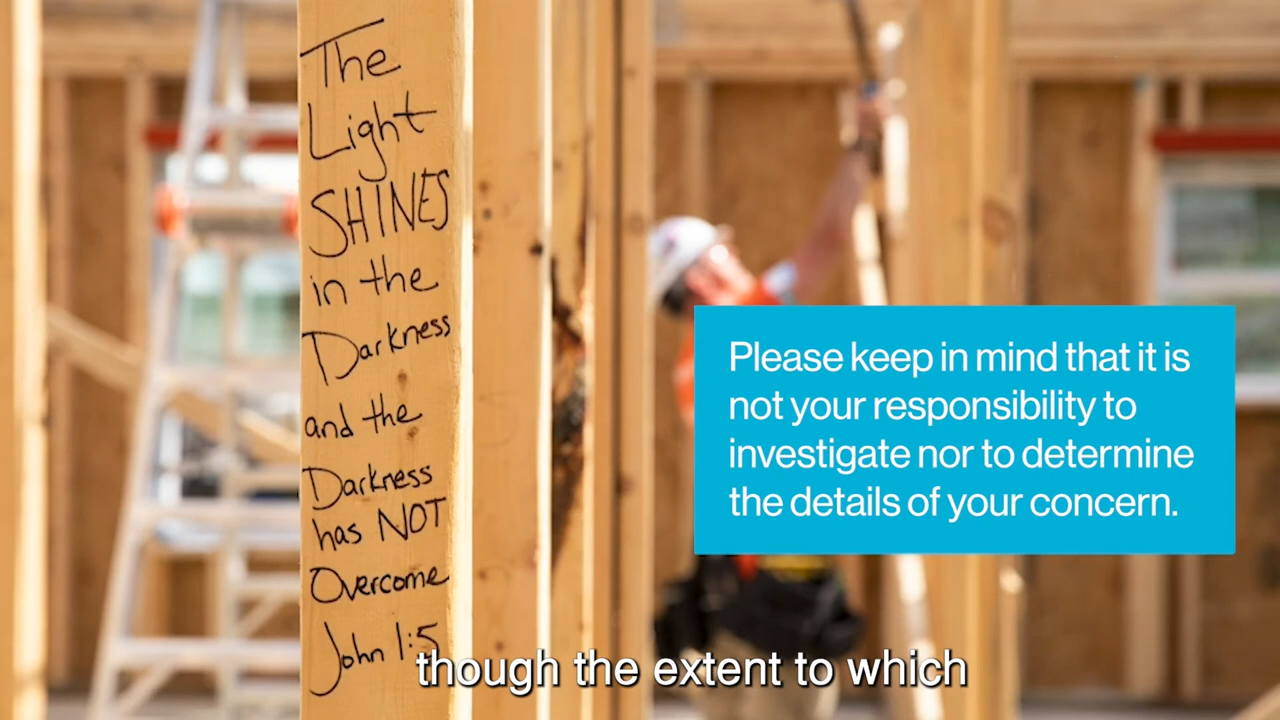 The
Light
SHINES
in the
Darkness
and the
Darkness
has NOT
Overcome
John 1:5
Please keep in mind that it is
not your responsibility to
investigate nor to determine
the details of your concern.
though the extent to which